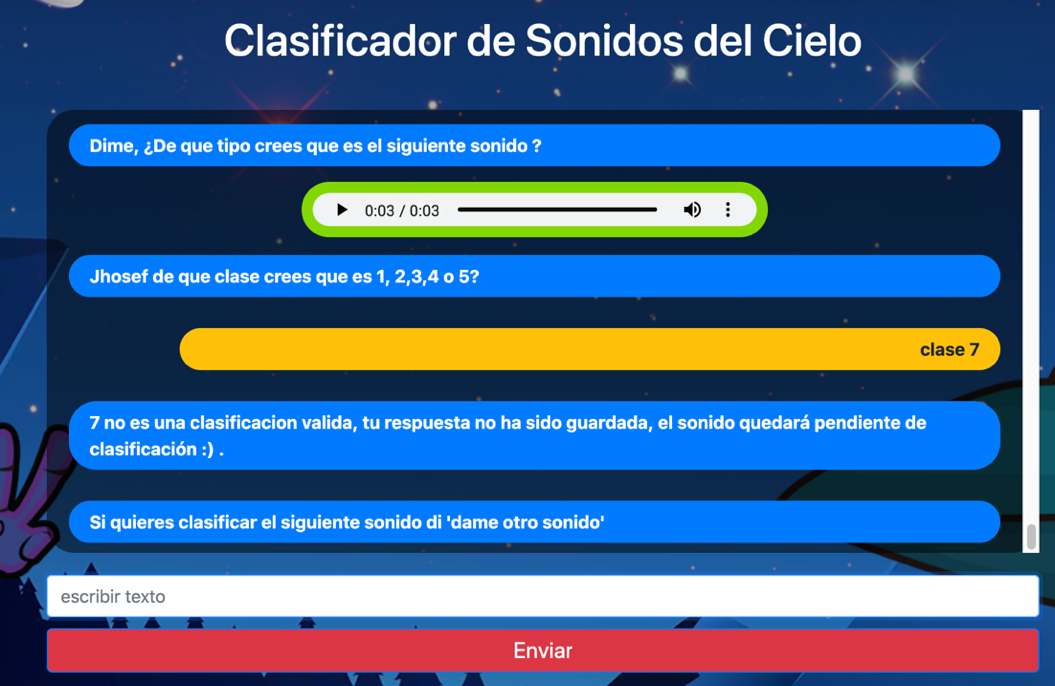 Clasificador de Sonidos del Cielo
Dime, ¿De que tipo crees que es el siguiente sonido ?
0:03 / 0:03
Jhosef de que clase crees que es 1, 2,3,4 o 5?
clase 7
7 no es una clasificacion valida, tu respuesta no ha sido guardada, el sonido quedará pendiente de
clasificación :) .
Si quieres clasificar el siguiente sonido di 'dame otro sonido'
escribir texto
Enviar